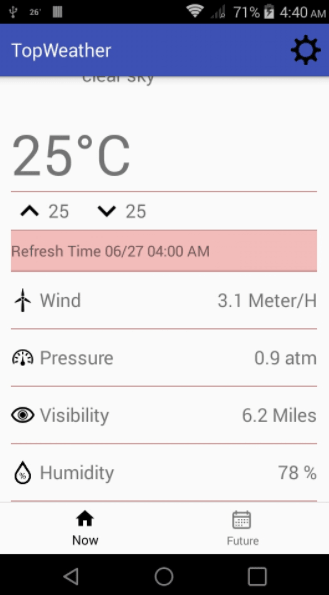 26°
71% 4:40 AM
TopWeather
clear sky
25°C
25 25
Refresh Time 06/27 04:00 AM
Wind 3.1 Meter/H
Pressure 0.9 atm
Visibility 6.2 Miles
% Humidity 78 %
Now Future